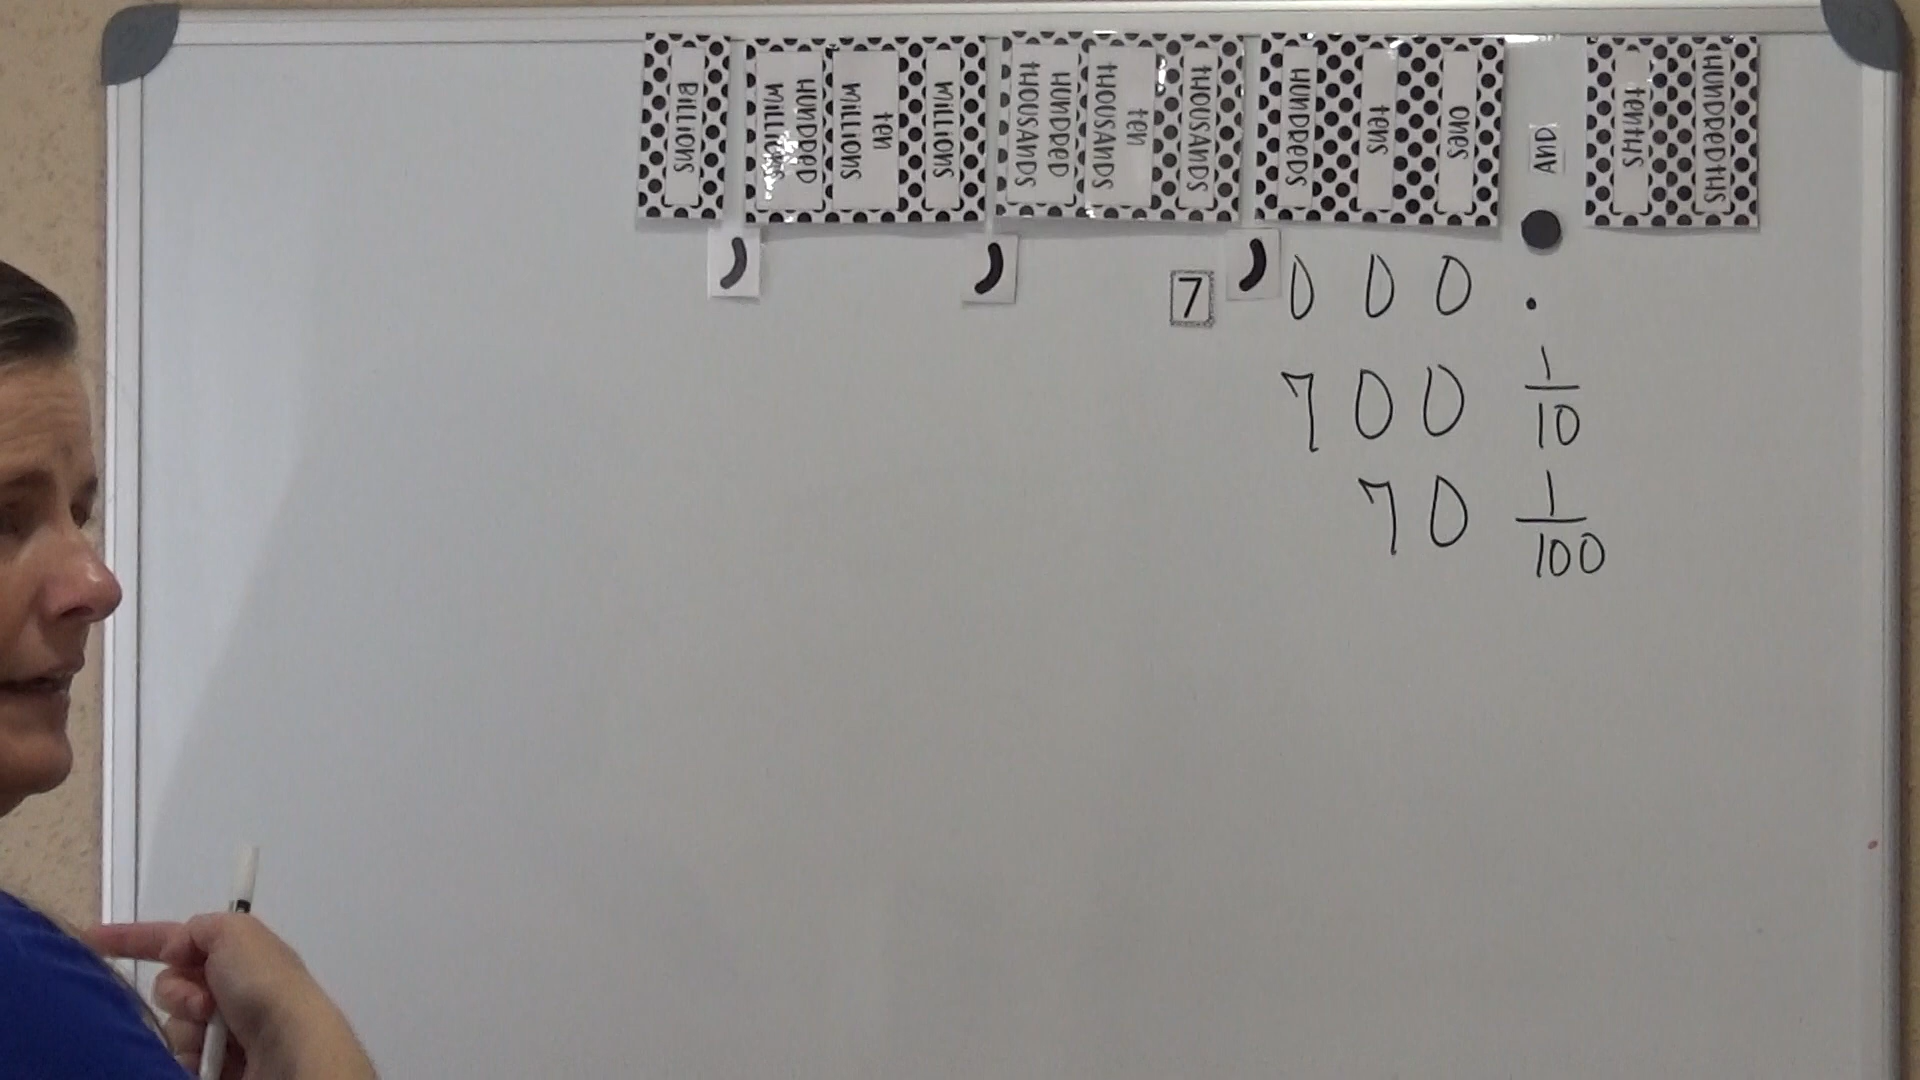 BILLIONS HUNDRED MILLIONS ten MILLIONS MILLIONS HUNDRED THOUSANDS ten THOUSANDS THOUSANDS HUNDREDS tens ones AND tenths HUNDREDTHS
, , 7 , 0 0 0 .
7 0 0 1/10
7 0 1/100